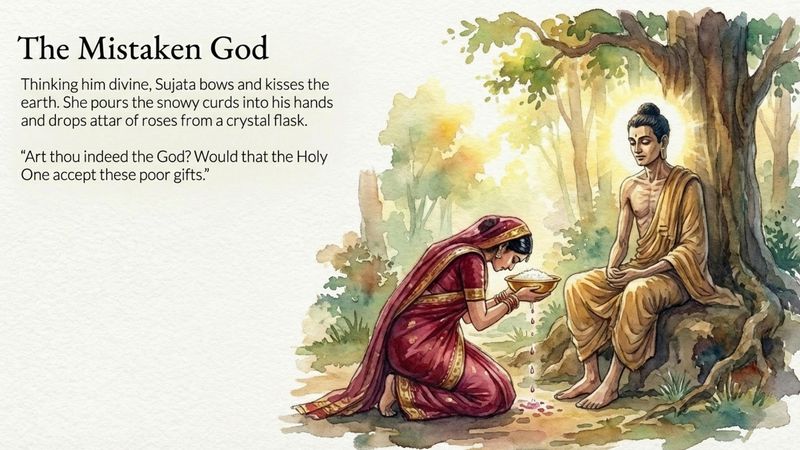 The Mistaken God
Thinking him divine, Sujata bows and kisses the
earth. She pours the snowy curds into his hands
and drops attar of roses from a crystal flask.
“Art thou indeed the God? Would that the Holy
One accept these poor gifts.”